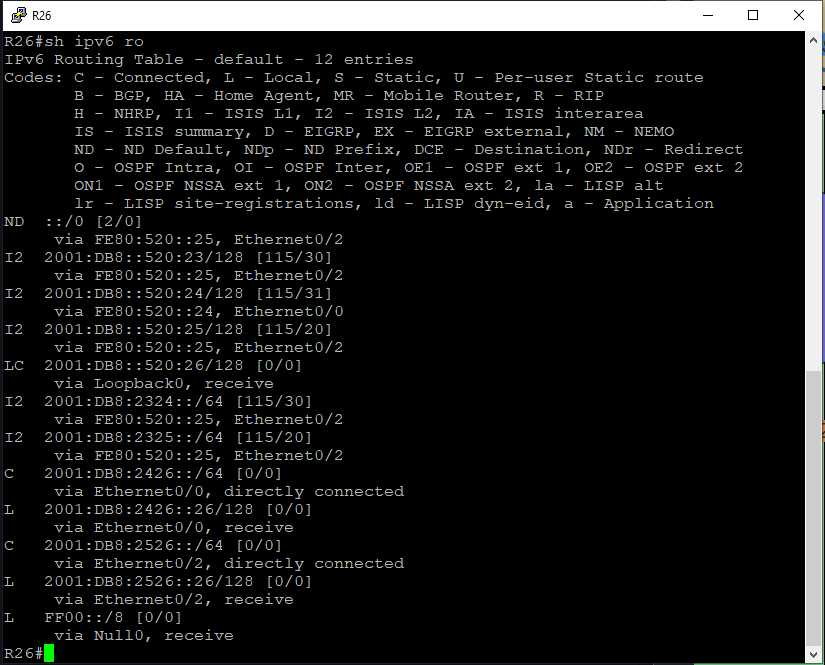 R26
R26#sh ipv6 ro
IPv6 Routing Table - default - 12 entries
Codes: C - Connected, L - Local, S - Static, U - Per-user Static route
       B - BGP, HA - Home Agent, MR - Mobile Router, R - RIP
       H - NHRP, I1 - ISIS L1, I2 - ISIS L2, IA - ISIS interarea
       IS - ISIS summary, D - EIGRP, EX - EIGRP external, NM - NEMO
       ND - ND Default, NDp - ND Prefix, DCE - Destination, NDr - Redirect
       O - OSPF Intra, OI - OSPF Inter, OE1 - OSPF ext 1, OE2 - OSPF ext 2
       ON1 - OSPF NSSA ext 1, ON2 - OSPF NSSA ext 2, la - LISP alt
       lr - LISP site-registrations, ld - LISP dyn-eid, a - Application
ND  ::/0 [2/0]
     via FE80:520::25, Ethernet0/2
I2  2001:DB8::520:23/128 [115/30]
     via FE80:520::25, Ethernet0/2
I2  2001:DB8::520:24/128 [115/31]
     via FE80:520::24, Ethernet0/0
I2  2001:DB8::520:25/128 [115/20]
     via FE80:520::25, Ethernet0/2
LC  2001:DB8::520:26/128 [0/0]
     via Loopback0, receive
I2  2001:DB8:2324::/64 [115/30]
     via FE80:520::25, Ethernet0/2
I2  2001:DB8:2325::/64 [115/20]
     via FE80:520::25, Ethernet0/2
C   2001:DB8:2426::/64 [0/0]
     via Ethernet0/0, directly connected
L   2001:DB8:2426::26/128 [0/0]
     via Ethernet0/0, receive
C   2001:DB8:2526::/64 [0/0]
     via Ethernet0/2, directly connected
L   2001:DB8:2526::26/128 [0/0]
     via Ethernet0/2, receive
L   FF00::/8 [0/0]
     via Null0, receive
R26#